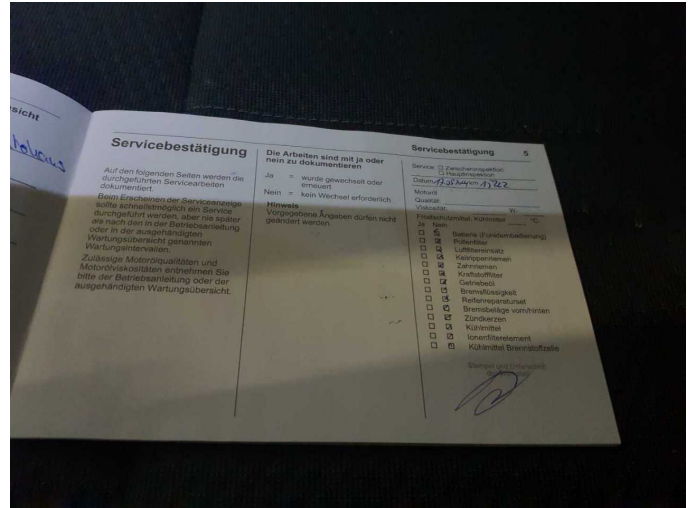 sicht
Servicebestätigung
Auf den folgenden Seiten werden die
durchgeführten Servicearbeiten
dokumentiert.
Beim Erscheinen der Serviceanzeige
sollte schnellstmöglich ein Service
durchgeführt werden, aber nie später
als nach den in der Betriebsanleitung
oder in der ausgehändigten
Wartungsübersicht genannten
Wartungsintervallen.
Zulässige Motorölqualitäten und
Motorölviskositäten entnehmen Sie
bitte der Betriebsanleitung oder der
ausgehändigten Wartungsübersicht.
Die Arbeiten sind mit ja oder
nein zu dokumentieren
Ja = wurde gewechselt oder
erneuert
Nein = kein Wechsel erforderlich
Hinweis
Vorgegebene Angaben dürfen nicht
geändert werden.
Servicebestätigung 5
Service: Zwischeninspektion
Hauptinspektion
Datum
km
Motoröl
Qualität:
Viskosität: W
Frostschutzmittel, Kühlmittel °C
Ja Nein
Batterie (Funkfernbedienung)
Pollenfilter
Luftfiltereinsatz
Keilrippenriemen
Zahnriemen
Kraftstofffilter
Getriebeöl
Bremsflüssigkeit
Reifenreparaturset
Bremsbeläge vorn/hinten
Zündkerzen
Kühlmittel
Ionenfilterelement
Kühlmittel Brennstoffzelle
Stempel und Unterschrift